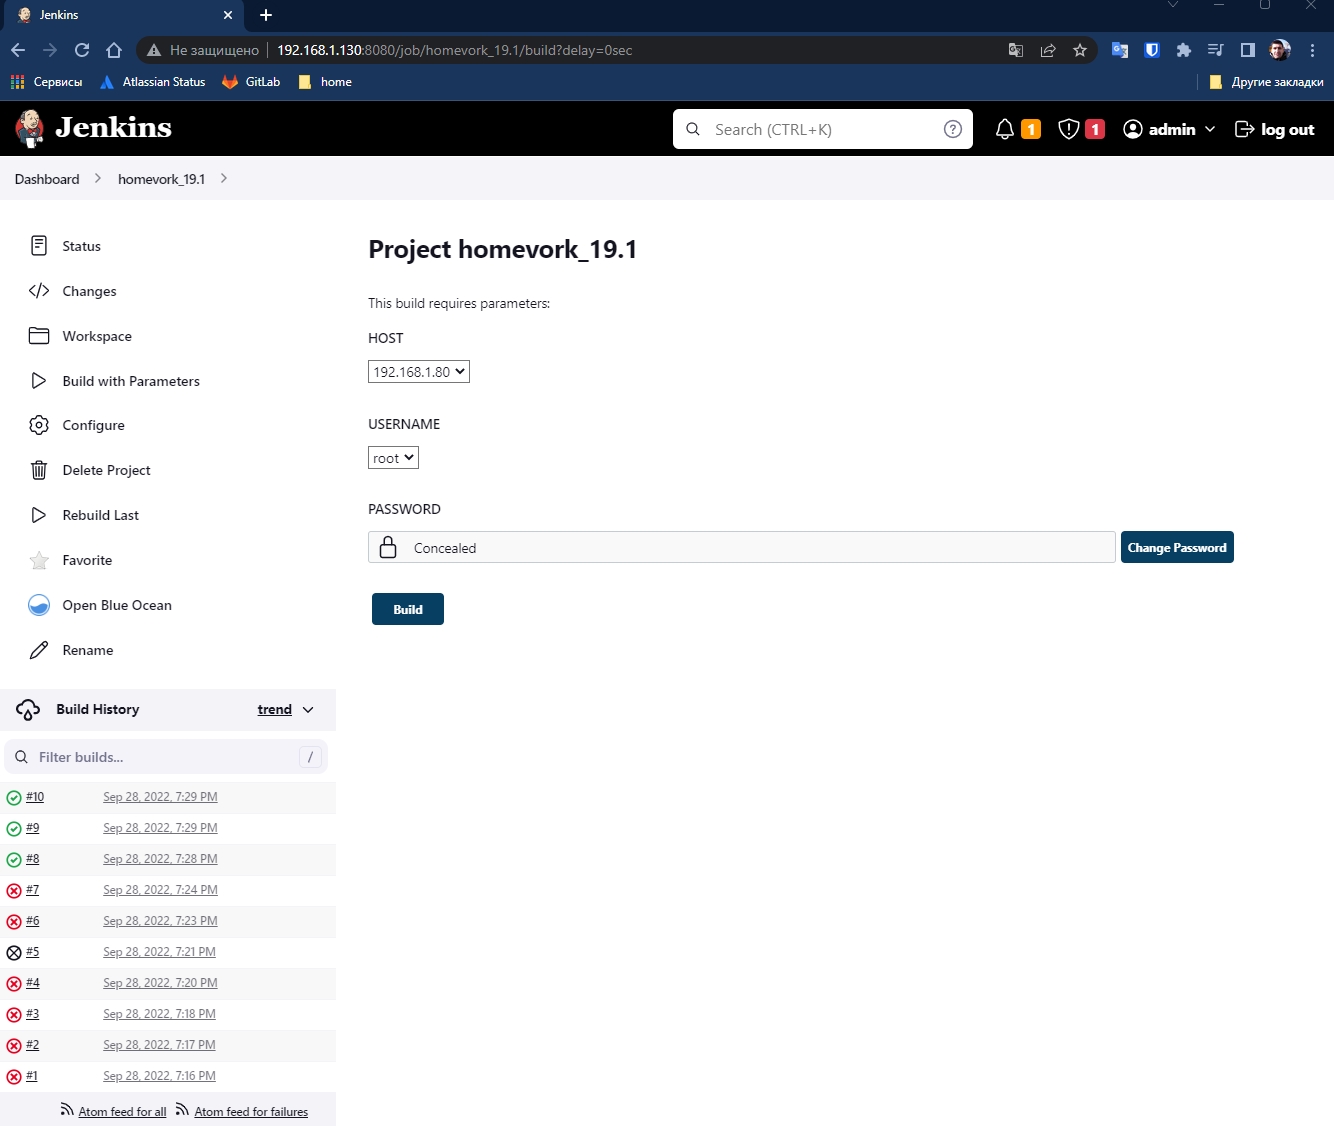 Jenkins
Не защищено 192.168.1.130:8080/job/homevork_19.1/build?delay=0sec
Сервисы Atlassian Status GitLab home Другие закладки
Jenkins Search (CTRL+K) 1 1 admin log out
Dashboard homevork_19.1
Status
Changes
Workspace
Build with Parameters
Configure
Delete Project
Rebuild Last
Favorite
Open Blue Ocean
Rename
Project homevork_19.1
This build requires parameters:
HOST
192.168.1.80
USERNAME
root
PASSWORD
Concealed Change Password
Build
Build History trend
Filter builds... /
#10 Sep 28, 2022, 7:29 PM
#9 Sep 28, 2022, 7:29 PM
#8 Sep 28, 2022, 7:28 PM
#7 Sep 28, 2022, 7:24 PM
#6 Sep 28, 2022, 7:23 PM
#5 Sep 28, 2022, 7:21 PM
#4 Sep 28, 2022, 7:20 PM
#3 Sep 28, 2022, 7:18 PM
#2 Sep 28, 2022, 7:17 PM
#1 Sep 28, 2022, 7:16 PM
Atom feed for all Atom feed for failures